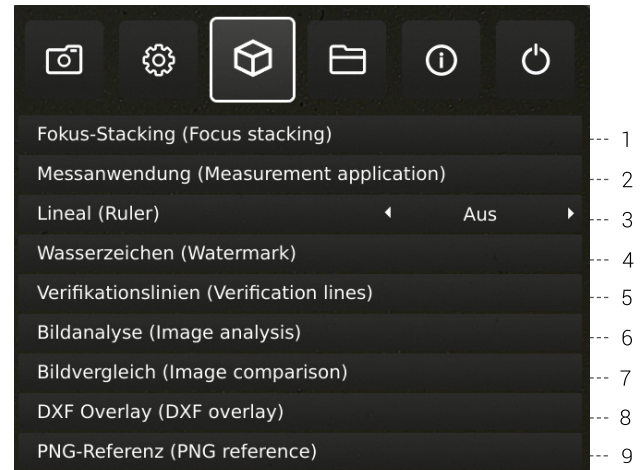 Fokus-Stacking (Focus stacking) --- 1
Messanwendung (Measurement application) --- 2
Lineal (Ruler) Aus --- 3
Wasserzeichen (Watermark) --- 4
Verifikationslinien (Verification lines) --- 5
Bildanalyse (Image analysis) --- 6
Bildvergleich (Image comparison) --- 7
DXF Overlay (DXF overlay) --- 8
PNG-Referenz (PNG reference) --- 9